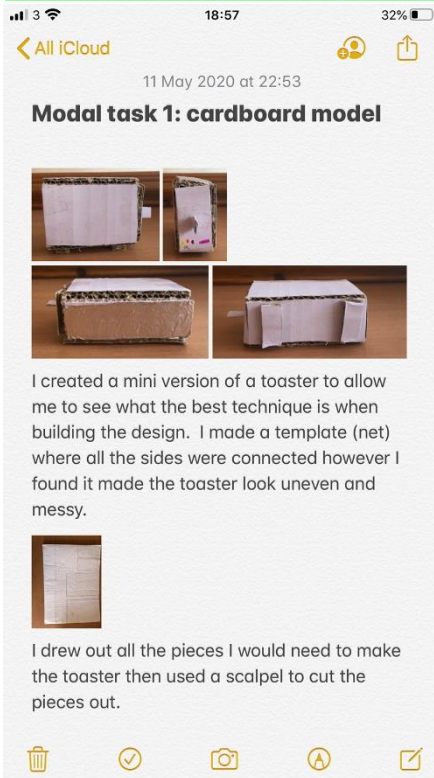 3 18:57 32%
All iCloud
11 May 2020 at 22:53
Modal task 1: cardboard model
I created a mini version of a toaster to allow
me to see what the best technique is when
building the design.  I made a template (net)
where all the sides were connected however I
found it made the toaster look uneven and
messy.
I drew out all the pieces I would need to make
the toaster then used a scalpel to cut the
pieces out.